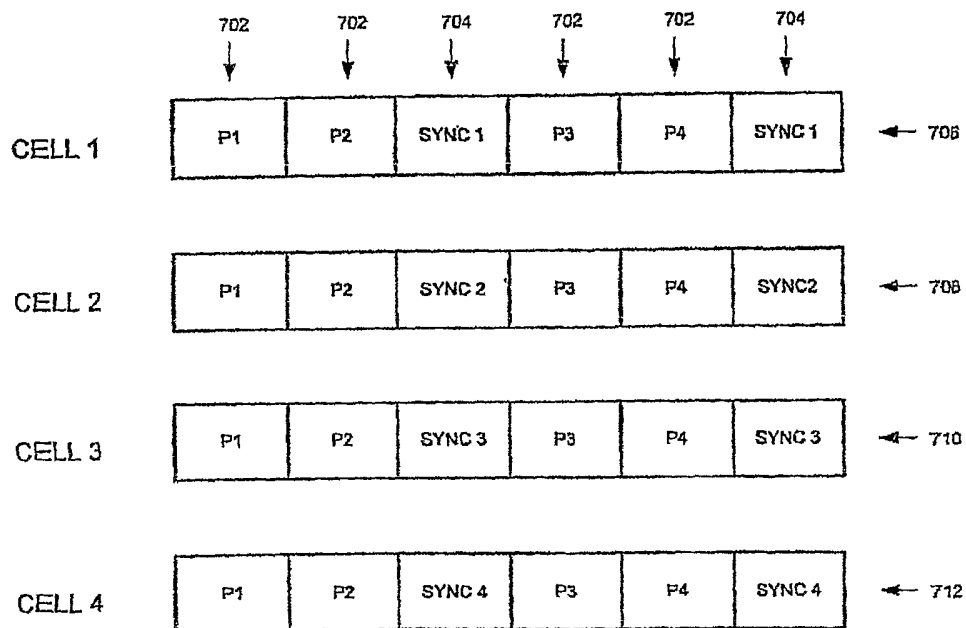 702 702 704 702 702 704
CELL 1 P1 P2 SYNC 1 P3 P4 SYNC 1 706
CELL 2 P1 P2 SYNC 2 P3 P4 SYNC2 708
CELL 3 P1 P2 SYNC 3 P3 P4 SYNC 3 710
CELL 4 P1 P2 SYNC 4 P3 P4 SYNC 4 712